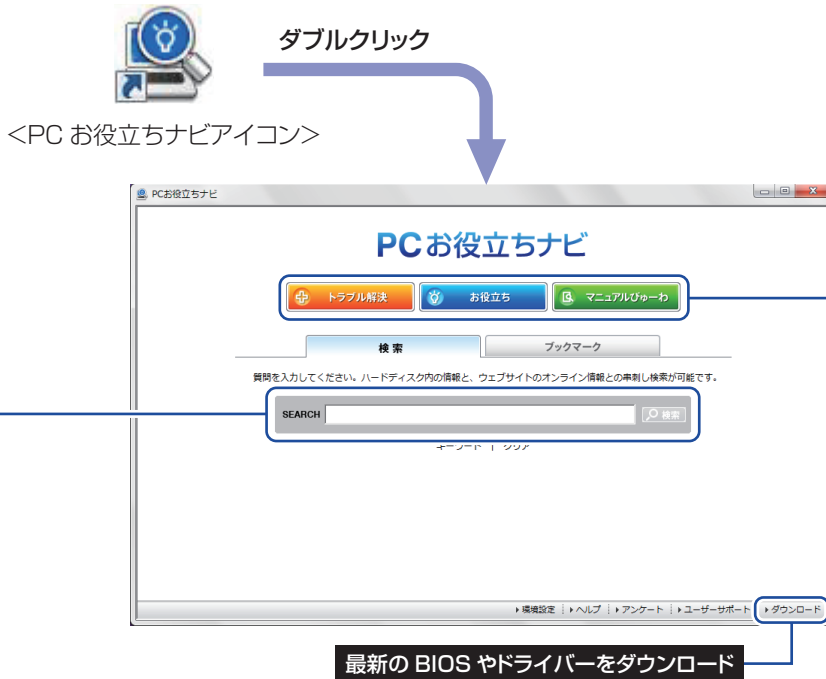 ダブルクリック
<PC お役立ちナビアイコン>
PCお役立ちナビ
PCお役立ちナビ
トラブル解決 お役立ち マニュアルびゅーわ
検索 ブックマーク
質問を入力してください。ハードディスク内の情報と、ウェブサイトのオンライン情報との串刺し検索が可能です。
SEARCH 検索
キーワード | クリア
環境設定 ヘルプ アンケート ユーザーサポート ダウンロード
最新の BIOS やドライバーをダウンロード